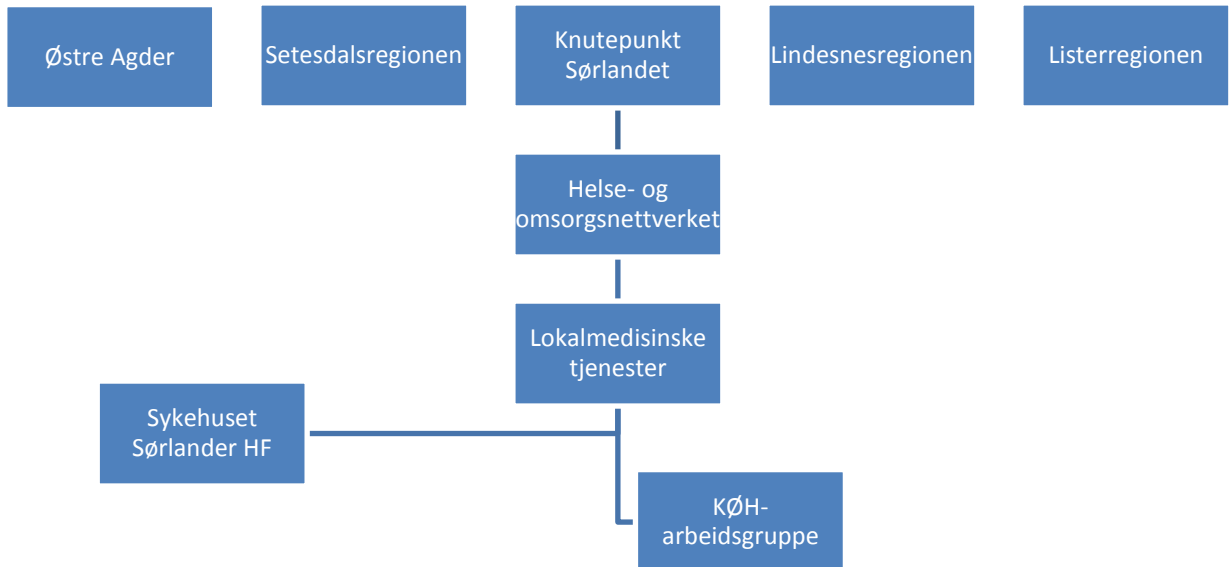 Østre Agder
Setesdalsregionen
Knutepunkt
Sørlandet
Lindesnesregionen
Listerregionen
Helse- og
omsorgsnettverket
Lokalmedisinske
tjenester
Sykehuset
Sørlander HF
KØH-
arbeidsgruppe